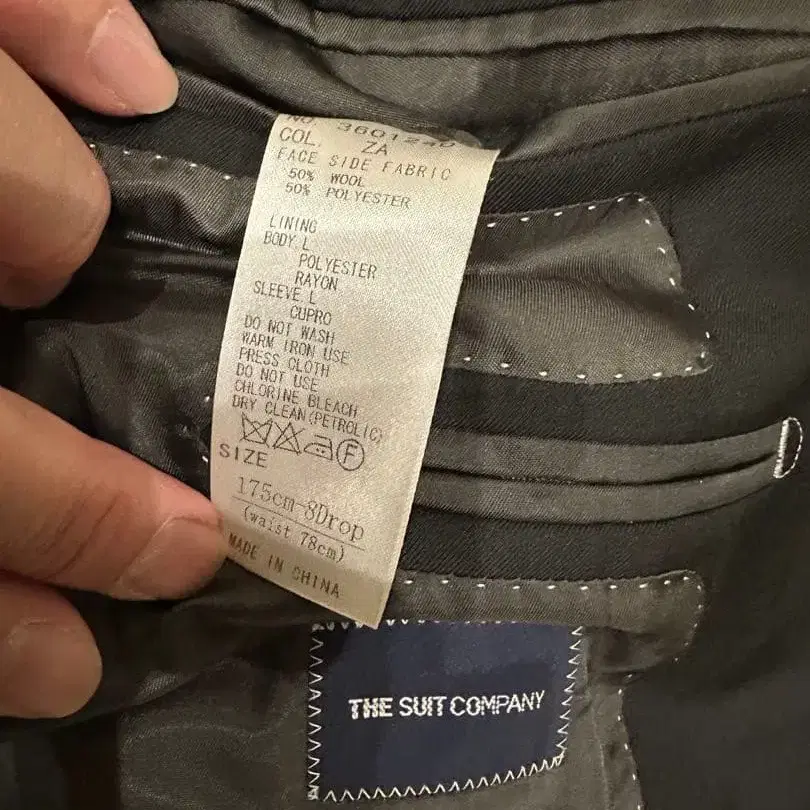 NO. 3601240
COL. ZA
FACE SIDE FABRIC
50% WOOL
50% POLYESTER
LINING
BODY L
POLYESTER
RAYON
SLEEVE L
CUPRO
DO NOT WASH
WARM IRON USE
PRESS CLOTH
DO NOT USE
CHLORINE BLEACH
DRY CLEAN(PETROLIC)
F
SIZE
175cm-8Drop
(waist 78cm)
MADE IN CHINA
THE SUIT COMPANY